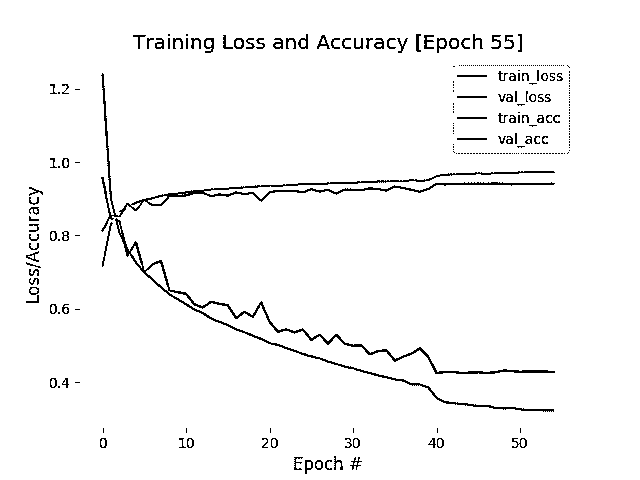 Training Loss and Accuracy [Epoch 55]
train_loss
val_loss
train_acc
val_acc
1.2
1.0
0.8
0.6
0.4
Loss/Accuracy
0
10
20
30
40
50
Epoch #